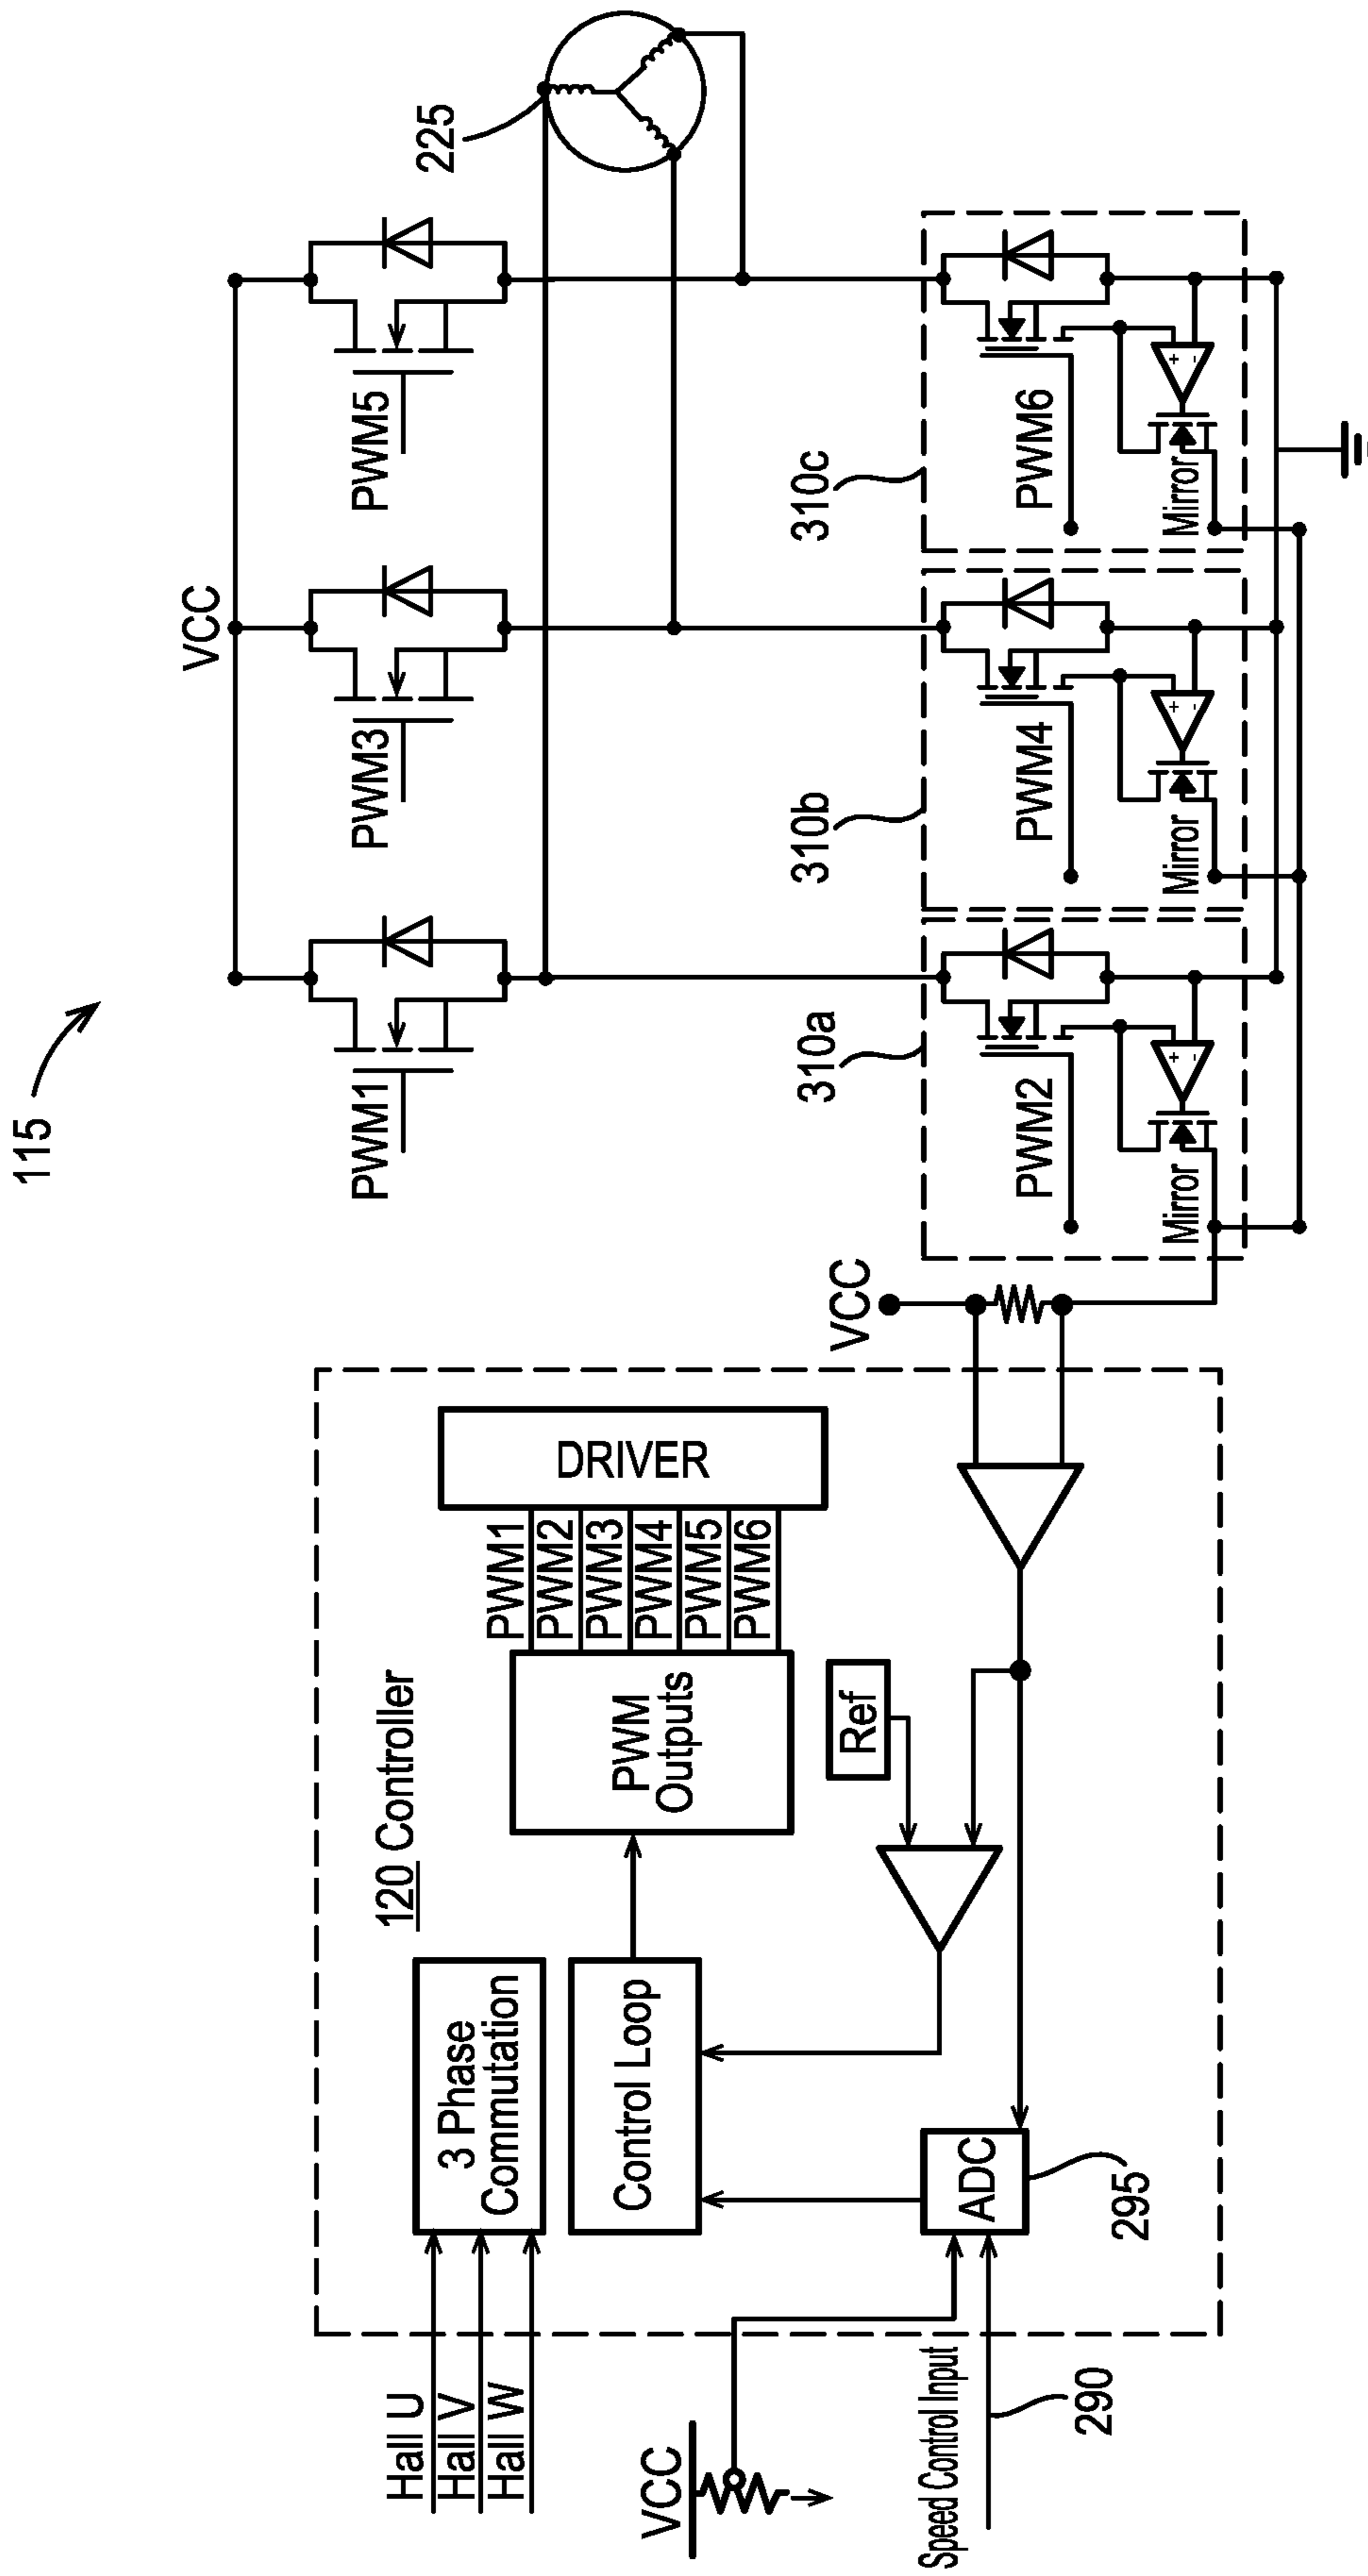 115
VCC
PWM1
PWM3
PWM5
225
310a
310b
310c
PWM2
PWM4
PWM6
Mirror
Mirror
Mirror
+
-
+
-
+
-
VCC
120 Controller
Hall U
Hall V
Hall W
3 Phase
Commutation
Control Loop
PWM
Outputs
PWM1
PWM2
PWM3
PWM4
PWM5
PWM6
DRIVER
Ref
VCC
ADC
295
Speed Control Input
290